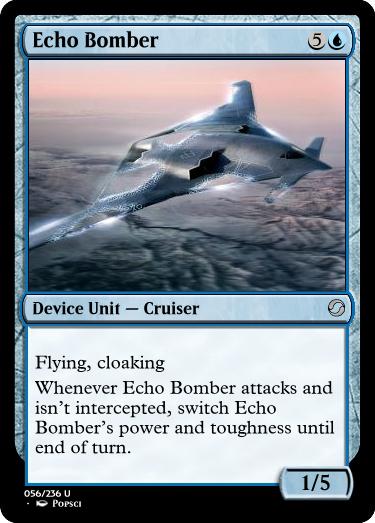 Echo Bomber 5
Device Unit — Cruiser
Flying, cloaking
Whenever Echo Bomber attacks and
isn't intercepted, switch Echo
Bomber's power and toughness until
end of turn.
1/5
056/236 U
· Popsci